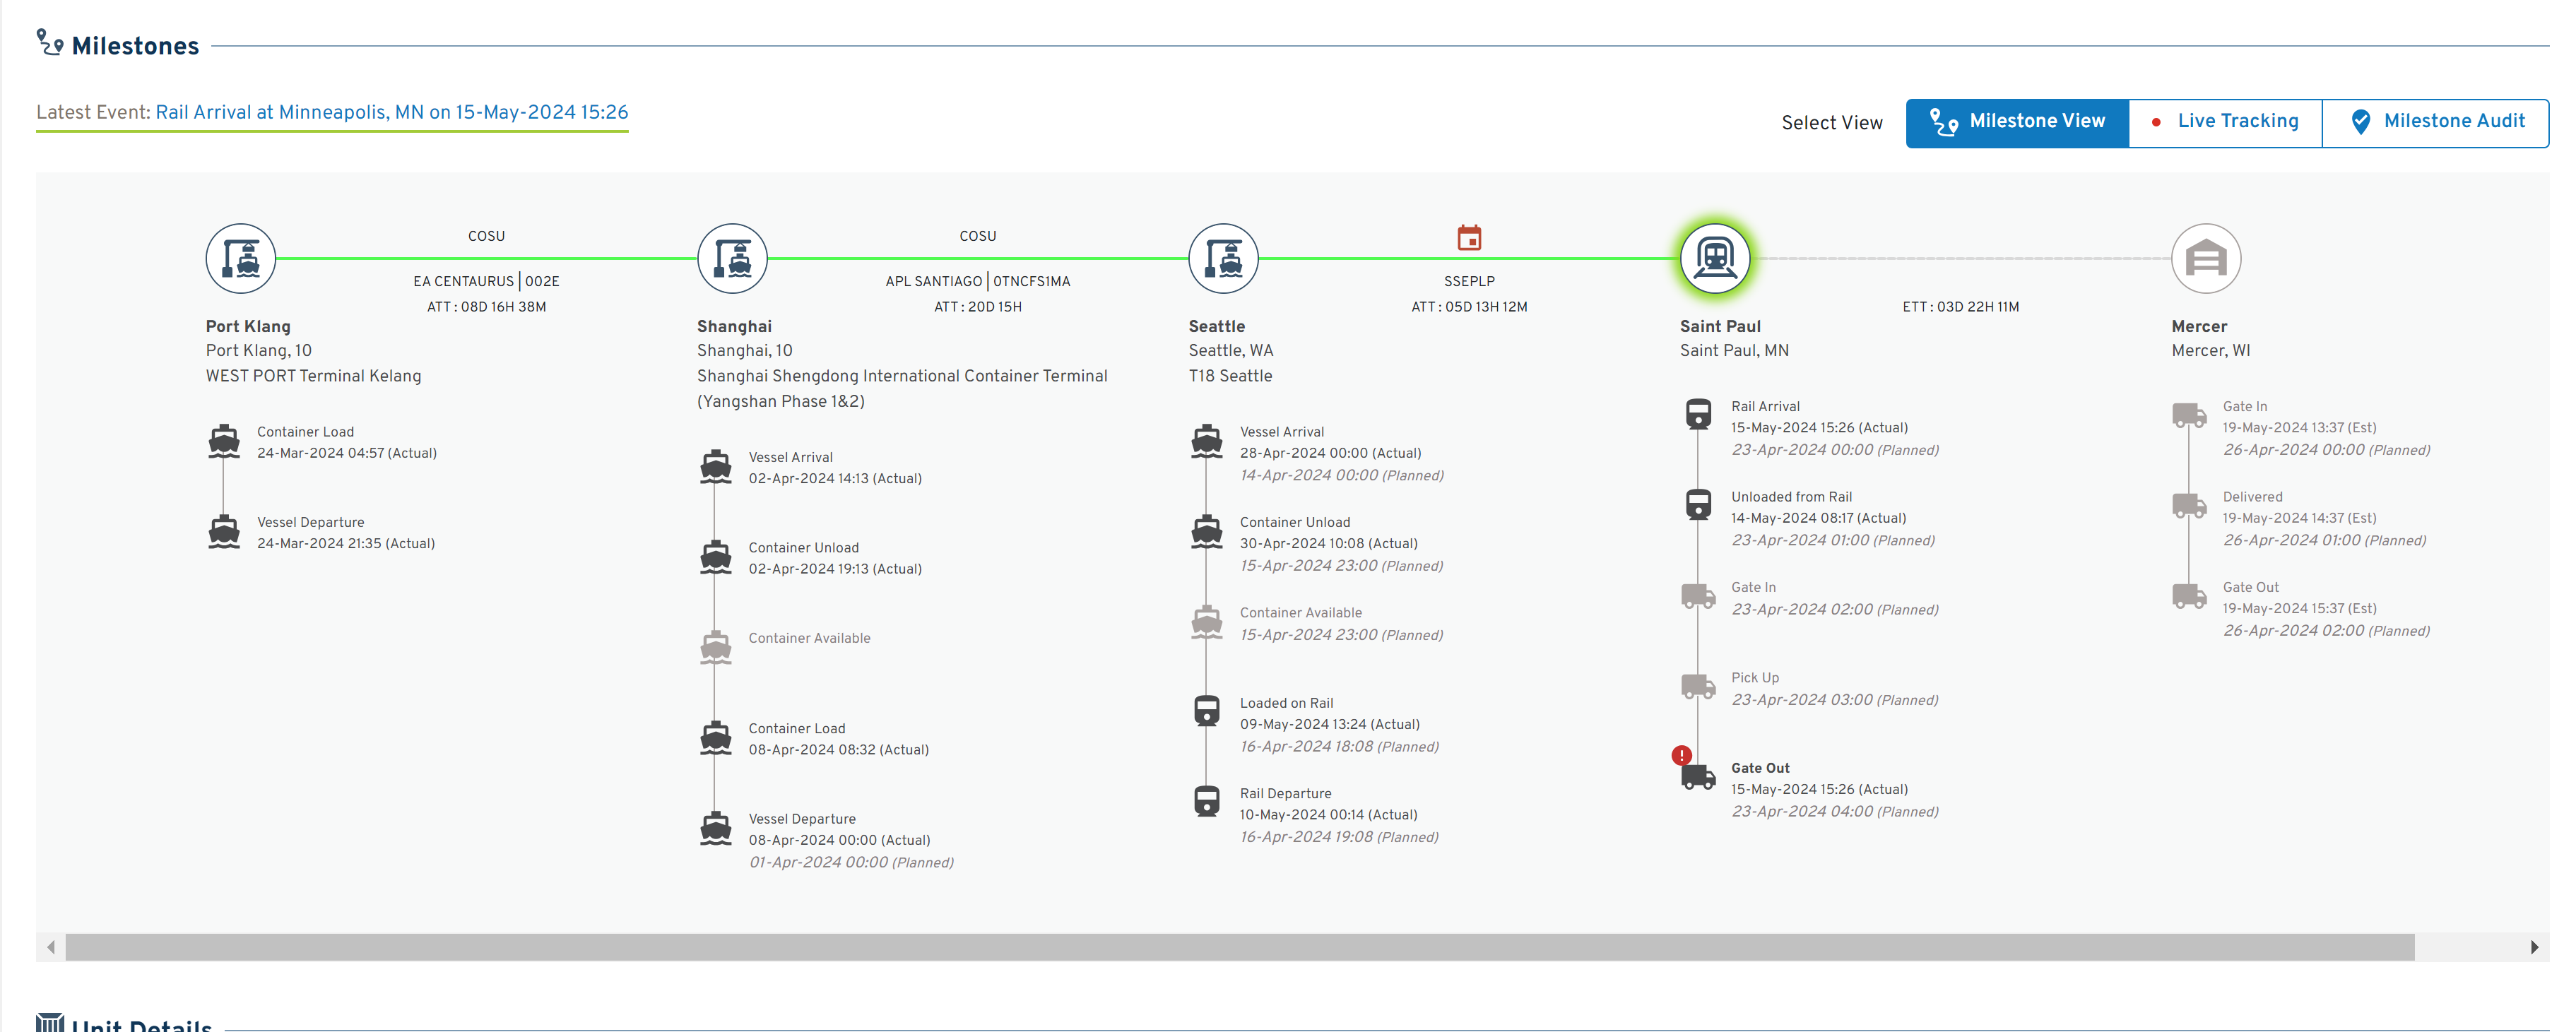 Milestones
Latest Event: Rail Arrival at Minneapolis, MN on 15-May-2024 15:26
Select View
Milestone View
Live Tracking
Milestone Audit
COSU
EA CENTAURUS | 002E
ATT : 08D 16H 38M
COSU
APL SANTIAGO | 0TNCFS1MA
ATT : 20D 15H
SSEPLP
ATT : 05D 13H 12M
ETT : 03D 22H 11M
Port Klang
Port Klang, 10
WEST PORT Terminal Kelang
Container Load
24-Mar-2024 04:57 (Actual)
Vessel Departure
24-Mar-2024 21:35 (Actual)
Shanghai
Shanghai, 10
Shanghai Shengdong International Container Terminal
(Yangshan Phase 1&2)
Vessel Arrival
02-Apr-2024 14:13 (Actual)
Container Unload
02-Apr-2024 19:13 (Actual)
Container Available
Container Load
08-Apr-2024 08:32 (Actual)
Vessel Departure
08-Apr-2024 00:00 (Actual)
01-Apr-2024 00:00 (Planned)
Seattle
Seattle, WA
T18 Seattle
Vessel Arrival
28-Apr-2024 00:00 (Actual)
14-Apr-2024 00:00 (Planned)
Container Unload
30-Apr-2024 10:08 (Actual)
15-Apr-2024 23:00 (Planned)
Container Available
15-Apr-2024 23:00 (Planned)
Loaded on Rail
09-May-2024 13:24 (Actual)
16-Apr-2024 18:08 (Planned)
Rail Departure
10-May-2024 00:14 (Actual)
16-Apr-2024 19:08 (Planned)
Saint Paul
Saint Paul, MN
Rail Arrival
15-May-2024 15:26 (Actual)
23-Apr-2024 00:00 (Planned)
Unloaded from Rail
14-May-2024 08:17 (Actual)
23-Apr-2024 01:00 (Planned)
Gate In
23-Apr-2024 02:00 (Planned)
Pick Up
23-Apr-2024 03:00 (Planned)
Gate Out
15-May-2024 15:26 (Actual)
23-Apr-2024 04:00 (Planned)
Mercer
Mercer, WI
Gate In
19-May-2024 13:37 (Est)
26-Apr-2024 00:00 (Planned)
Delivered
19-May-2024 14:37 (Est)
26-Apr-2024 01:00 (Planned)
Gate Out
19-May-2024 15:37 (Est)
26-Apr-2024 02:00 (Planned)
Unit Details